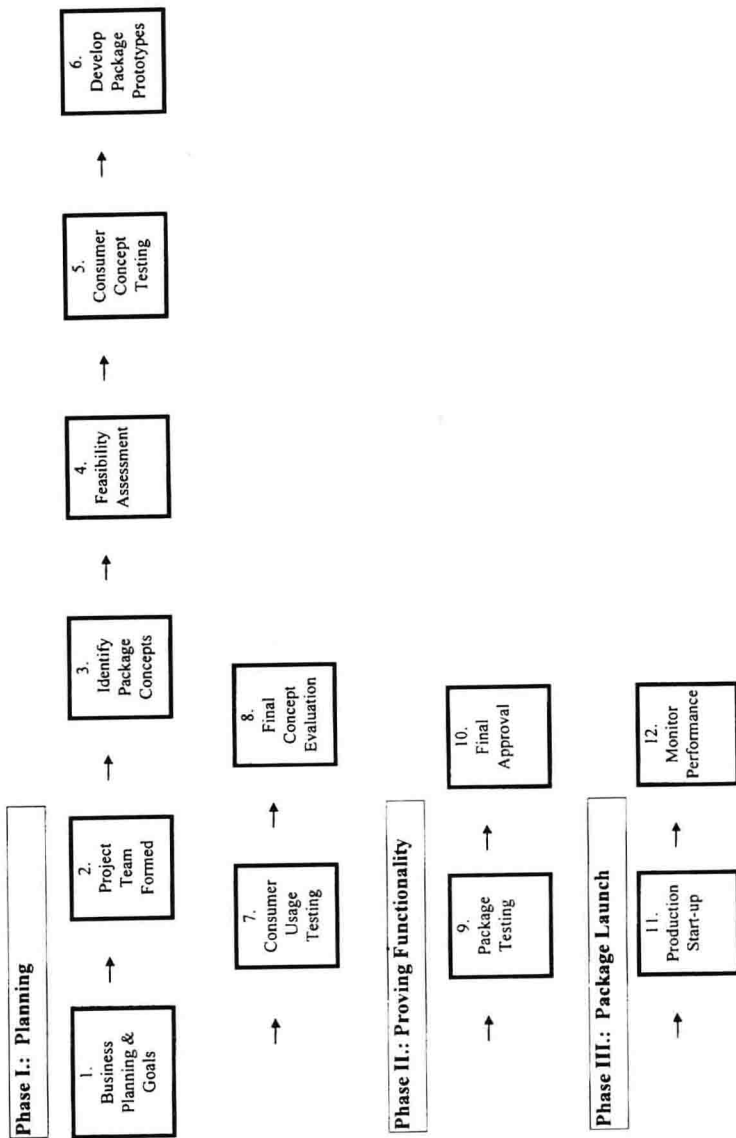 Phase I.: Planning
1.
Business
Planning &
Goals
→
2.
Project
Team
Formed
→
3.
Identify
Package
Concepts
→
4.
Feasibility
Assessment
→
5.
Consumer
Concept
Testing
→
6.
Develop
Package
Prototypes
→
7.
Consumer
Usage
Testing
→
8.
Final
Concept
Evaluation
Phase II.: Proving Functionality
→
9.
Package
Testing
→
10.
Final
Approval
Phase III.: Package Launch
→
11.
Production
Start-up
→
12.
Monitor
Performance